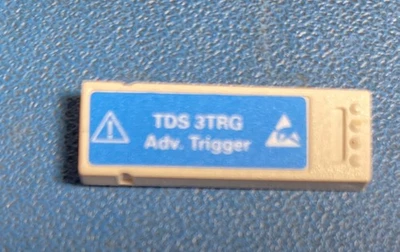 TDS 3TRG
Adv. Trigger